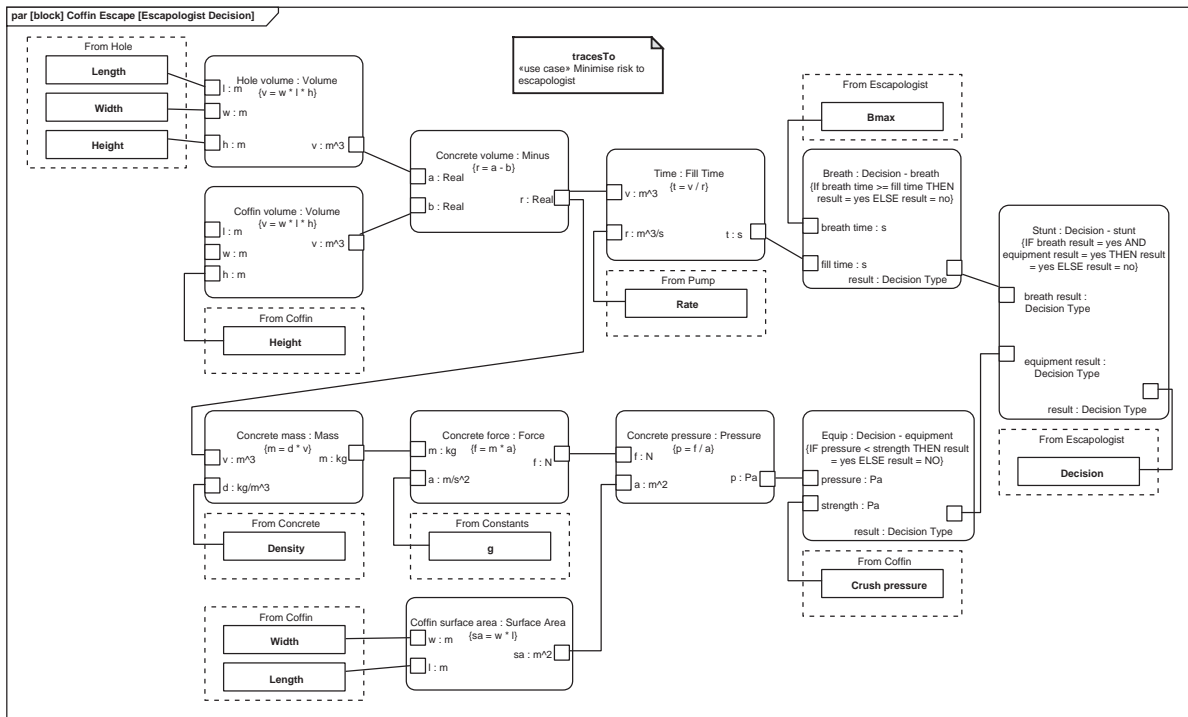 par [block] Coffin Escape [Escapologist Decision]
From Hole
Length
Width
Height
Hole volume : Volume
{v = w * l * h}
l : m
w : m
h : m
v : m^3
Coffin volume : Volume
{v = w * l * h}
l : m
w : m
h : m
v : m^3
From Coffin
Height
Concrete volume : Minus
{r = a - b}
a : Real
b : Real
r : Real
tracesTo
«use case» Minimise risk to
escapologist
Time : Fill Time
{t = v / r}
v : m^3
r : m^3/s
t : s
From Pump
Rate
From Escapologist
Bmax
Breath : Decision - breath
{If breath time >= fill time THEN
result = yes ELSE result = no}
breath time : s
fill time : s
result : Decision Type
Stunt : Decision - stunt
{IF breath result = yes AND
equipment result = yes THEN result
= yes ELSE result = no}
breath result :
Decision Type
equipment result :
Decision Type
result : Decision Type
From Escapologist
Decision
Concrete mass : Mass
{m = d * v}
v : m^3
m : kg
d : kg/m^3
From Concrete
Density
Concrete force : Force
{f = m * a}
m : kg
f : N
a : m/s^2
From Constants
g
Concrete pressure : Pressure
{p = f / a}
f : N
a : m^2
p : Pa
Equip : Decision - equipment
{IF pressure < strength THEN result
= yes ELSE result = NO}
pressure : Pa
strength : Pa
result : Decision Type
From Coffin
Crush pressure
From Coffin
Width
Length
Coffin surface area : Surface Area
{sa = w * l}
w : m
sa : m^2
l : m